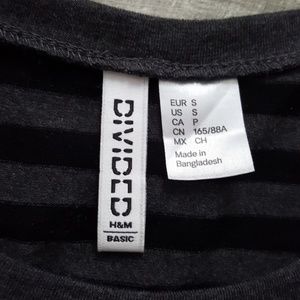 DIVIDED
H&M
BASIC
EUR S
US S
CA P
CN 165/88A
MX CH
Made in
Bangladesh